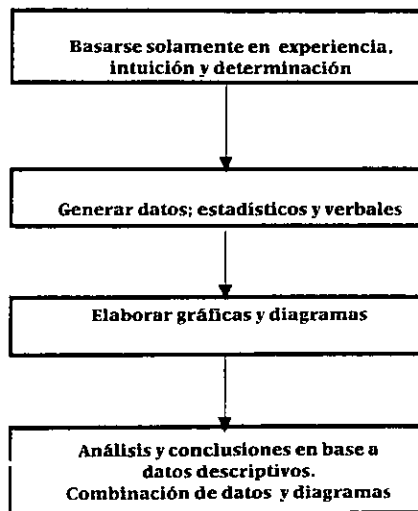 Basarse solamente en experiencia,
intuición y determinación
Generar datos; estadísticos y verbales
Elaborar gráficas y diagramas
Análisis y conclusiones en base a
datos descriptivos.
Combinación de datos y diagramas